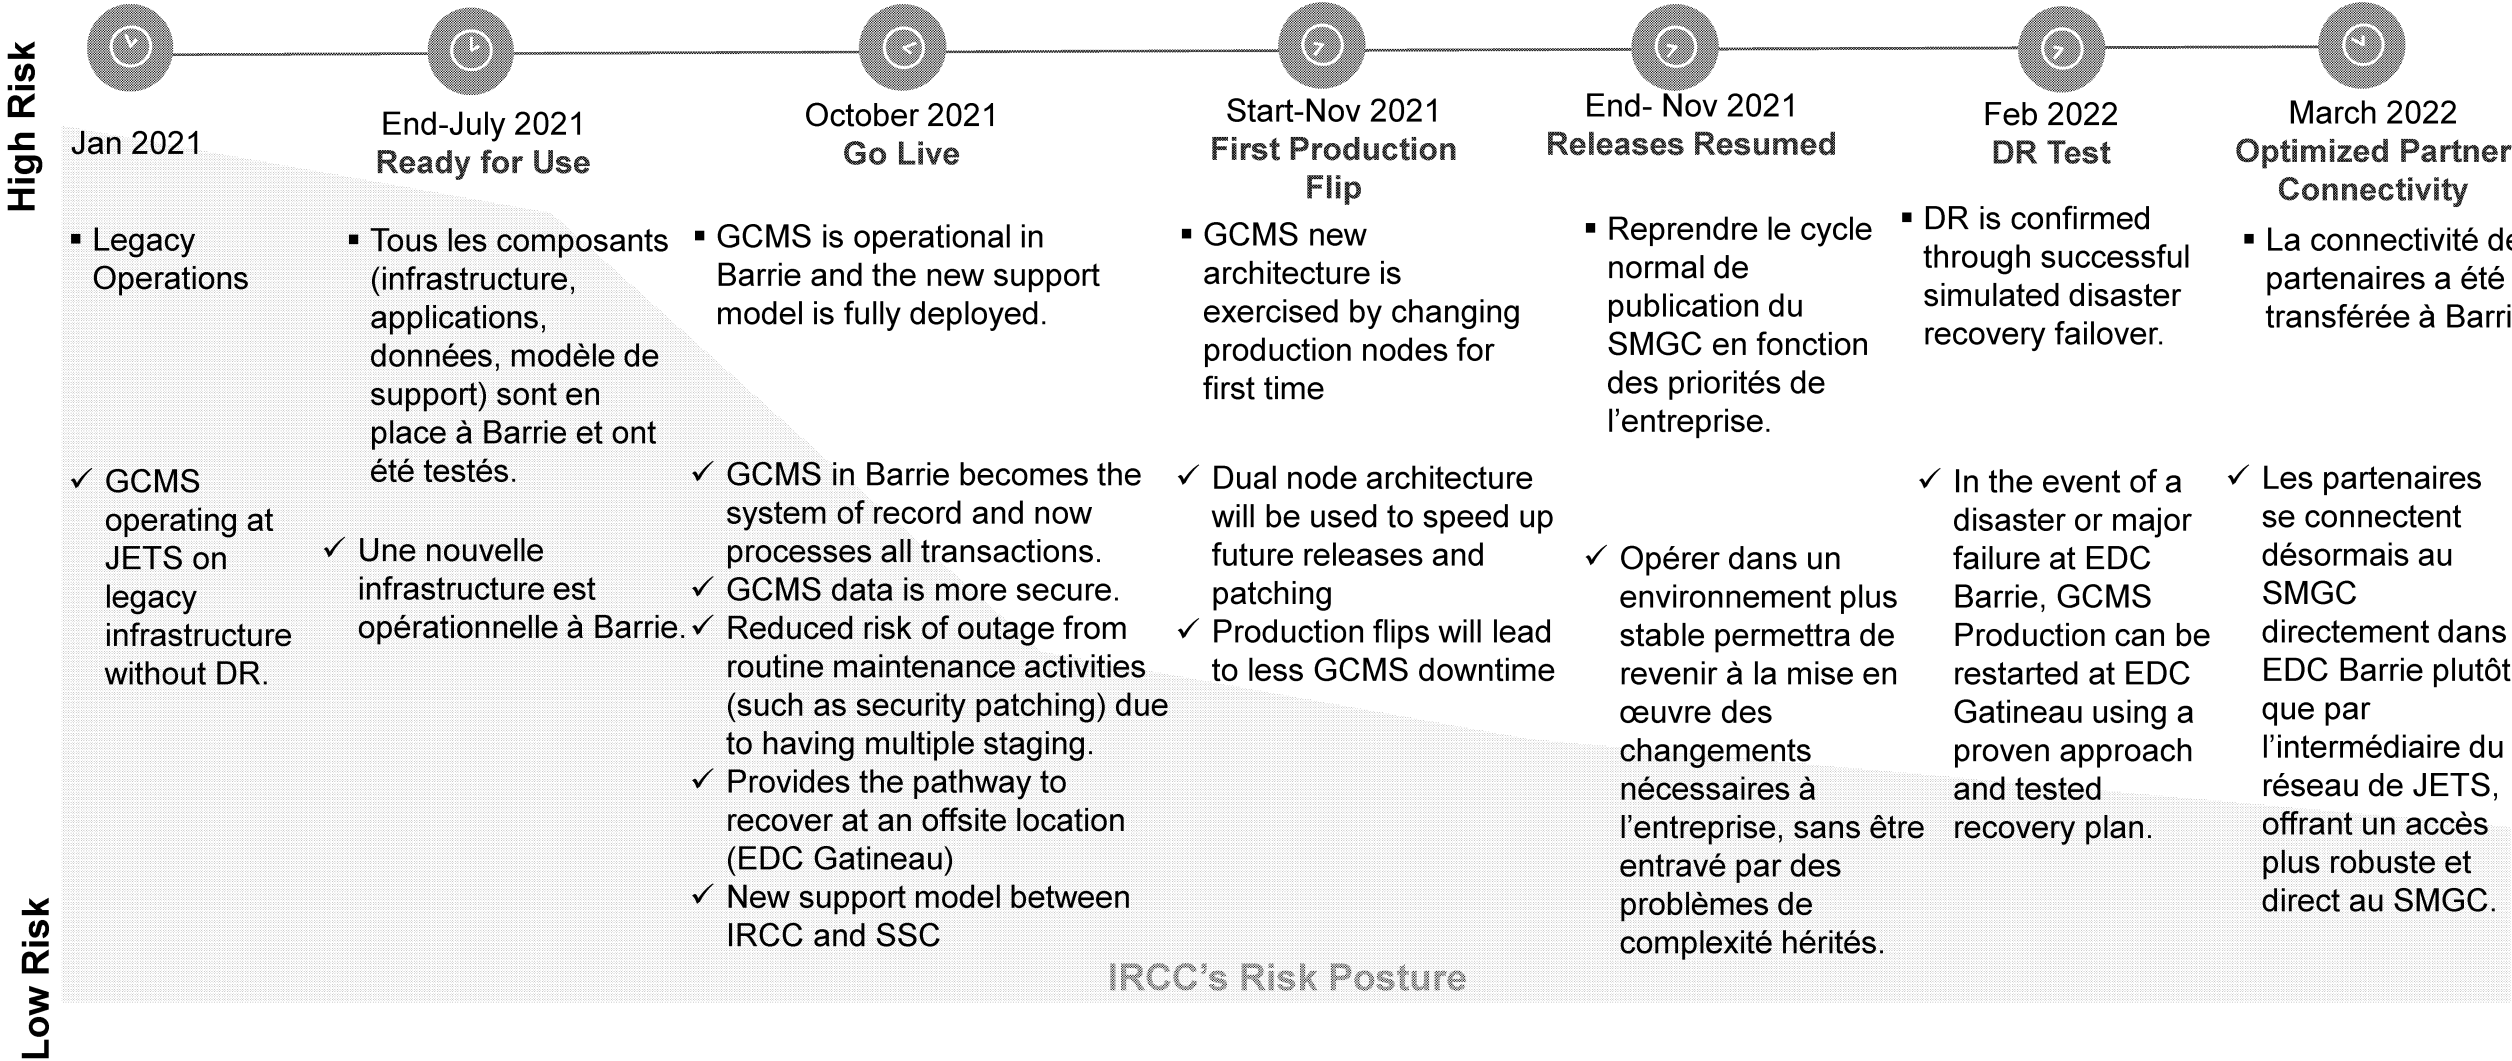 High Risk
Low Risk
Jan 2021
Legacy
Operations
GCMS
operating at
JETS on
legacy
infrastructure
without DR.
End-July 2021
Ready for Use
Tous les composants
(infrastructure,
applications,
données, modèle de
support) sont en
place à Barrie et ont
été testés.
Une nouvelle
infrastructure est
opérationnelle à Barrie.
October 2021
Go Live
GCMS is operational in
Barrie and the new support
model is fully deployed.
GCMS in Barrie becomes the
system of record and now
processes all transactions.
GCMS data is more secure.
Reduced risk of outage from
routine maintenance activities
(such as security patching) due
to having multiple staging.
Provides the pathway to
recover at an offsite location
(EDC Gatineau)
New support model between
IRCC and SSC
Start-Nov 2021
First Production
Flip
GCMS new
architecture is
exercised by changing
production nodes for
first time
Dual node architecture
will be used to speed up
future releases and
patching
Production flips will lead
to less GCMS downtime
End- Nov 2021
Releases Resumed
Reprendre le cycle
normal de
publication du
SMGC en fonction
des priorités de
l’entreprise.
Opérer dans un
environnement plus
stable permettra de
revenir à la mise en
œuvre des
changements
nécessaires à
l’entreprise, sans être
entravé par des
problèmes de
complexité hérités.
Feb 2022
DR Test
DR is confirmed
through successful
simulated disaster
recovery failover.
In the event of a
disaster or major
failure at EDC
Barrie, GCMS
Production can be
restarted at EDC
Gatineau using a
proven approach
and tested
recovery plan.
March 2022
Optimized Partner
Connectivity
La connectivité
partenaires a été
transférée à
Les partenaires
se connectent
désormais au
SMGC
directement dans
EDC Barrie plutôt
que par
l’intermédiaire du
réseau de JETS,
offrant un accès
plus robuste et
direct au SMGC.
IRCC’s Risk Posture